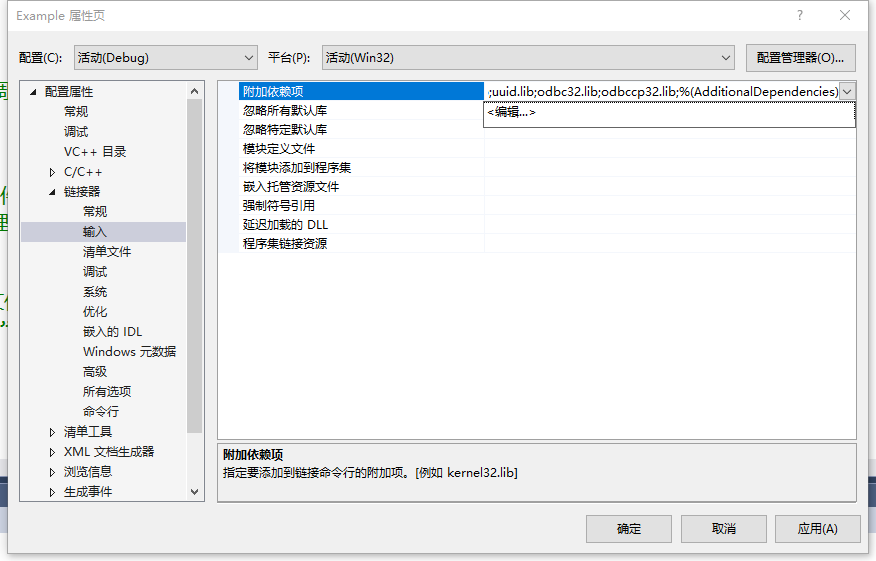 Example 属性页
配置(C): 活动(Debug) 平台(P): 活动(Win32) 配置管理器(O)...
配置属性
常规
调试
VC++ 目录
C/C++
链接器
常规
输入
清单文件
调试
系统
优化
嵌入的 IDL
Windows 元数据
高级
所有选项
命令行
清单工具
XML 文档生成器
浏览信息
生成事件
附加依赖项 ;uuid.lib;odbc32.lib;odbccp32.lib;%(AdditionalDependencies)
忽略所有默认库 <编辑...>
忽略特定默认库
模块定义文件
将模块添加到程序集
嵌入托管资源文件
强制符号引用
延迟加载的 DLL
程序集链接资源
附加依赖项
指定要添加到链接命令行的附加项。[例如 kernel32.lib]
确定 取消 应用(A)